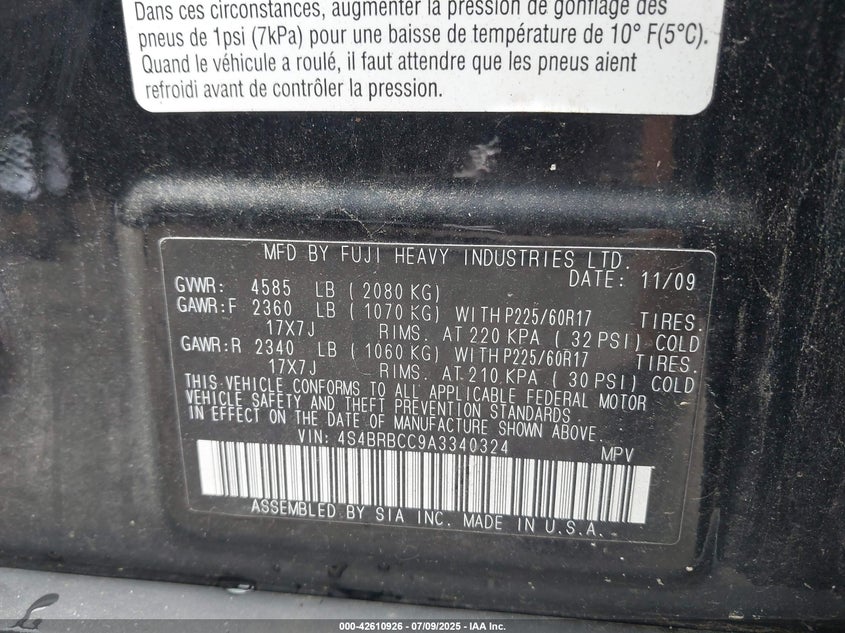 Dans ces circonstances, augmenter la pression de gonflage des
pneus de 1psi (7kPa) pour une baisse de température de 10° F(5°C).
Quand le véhicule a roulé, il faut attendre que les pneus aient
refroidi avant de contrôler la pression.
MFD BY FUJI HEAVY INDUSTRIES LTD.
DATE: 11/09
GVWR: 4585 LB ( 2080 KG)
GAWR:F 2360 LB ( 1070 KG) WITH P225/60R17 TIRES.
17X7J RIMS. AT 220 KPA ( 32 PSI) COLD
GAWR:R 2340 LB ( 1060 KG) WITH P225/60R17 TIRES.
17X7J RIMS. AT 210 KPA ( 30 PSI) COLD
THIS VEHICLE CONFORMS TO ALL APPLICABLE FEDERAL MOTOR
VEHICLE SAFETY AND THEFT PREVENTION STANDARDS
IN EFFECT ON THE DATE OF MANUFACTURE SHOWN ABOVE.
VIN: 4S4BRBCC9A3340324 MPV
ASSEMBLED BY SIA INC. MADE IN U.S.A.
000-42610926 - 07/09/2025 - IAA Inc.